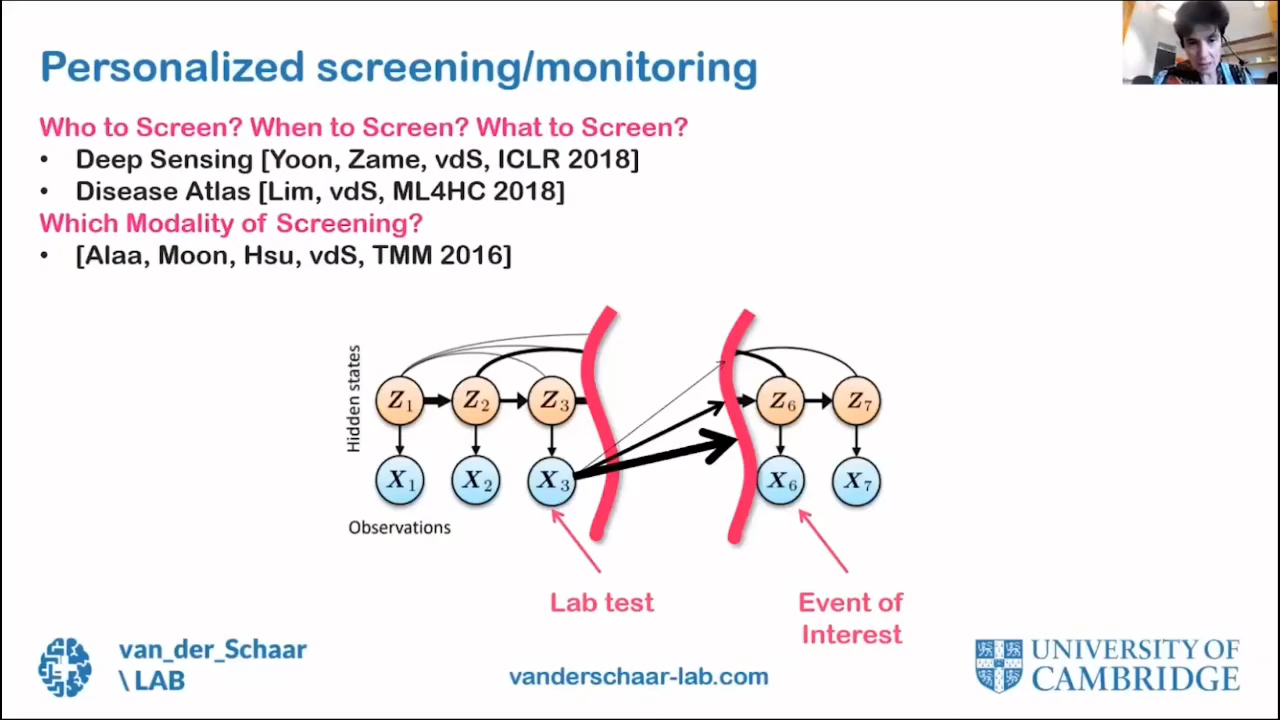 Personalized screening/monitoring
Who to Screen? When to Screen? What to Screen?
• Deep Sensing [Yoon, Zame, vdS, ICLR 2018]
• Disease Atlas [Lim, vdS, ML4HC 2018]
Which Modality of Screening?
• [Alaa, Moon, Hsu, vdS, TMM 2016]
Hidden states
Z1 Z2 Z3 Z6 Z7
X1 X2 X3 X6 X7
Observations
Lab test
Event of
Interest
van_der_Schaar
\ LAB
vanderschaar-lab.com
UNIVERSITY OF
CAMBRIDGE